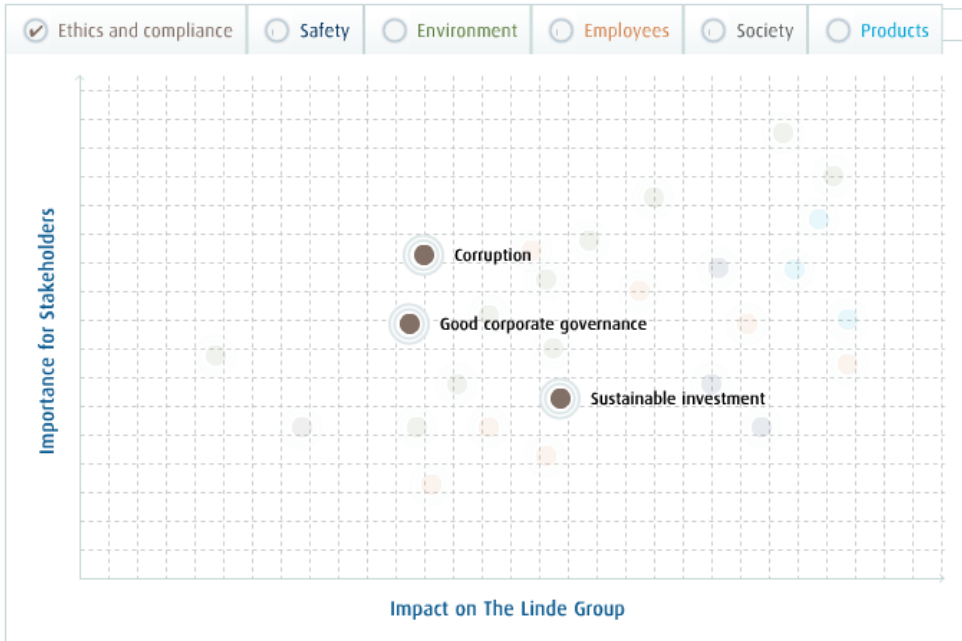 Ethics and compliance
Safety
Environment
Employees
Society
Products
Importance for Stakeholders
Corruption
Good corporate governance
Sustainable investment
Impact on The Linde Group